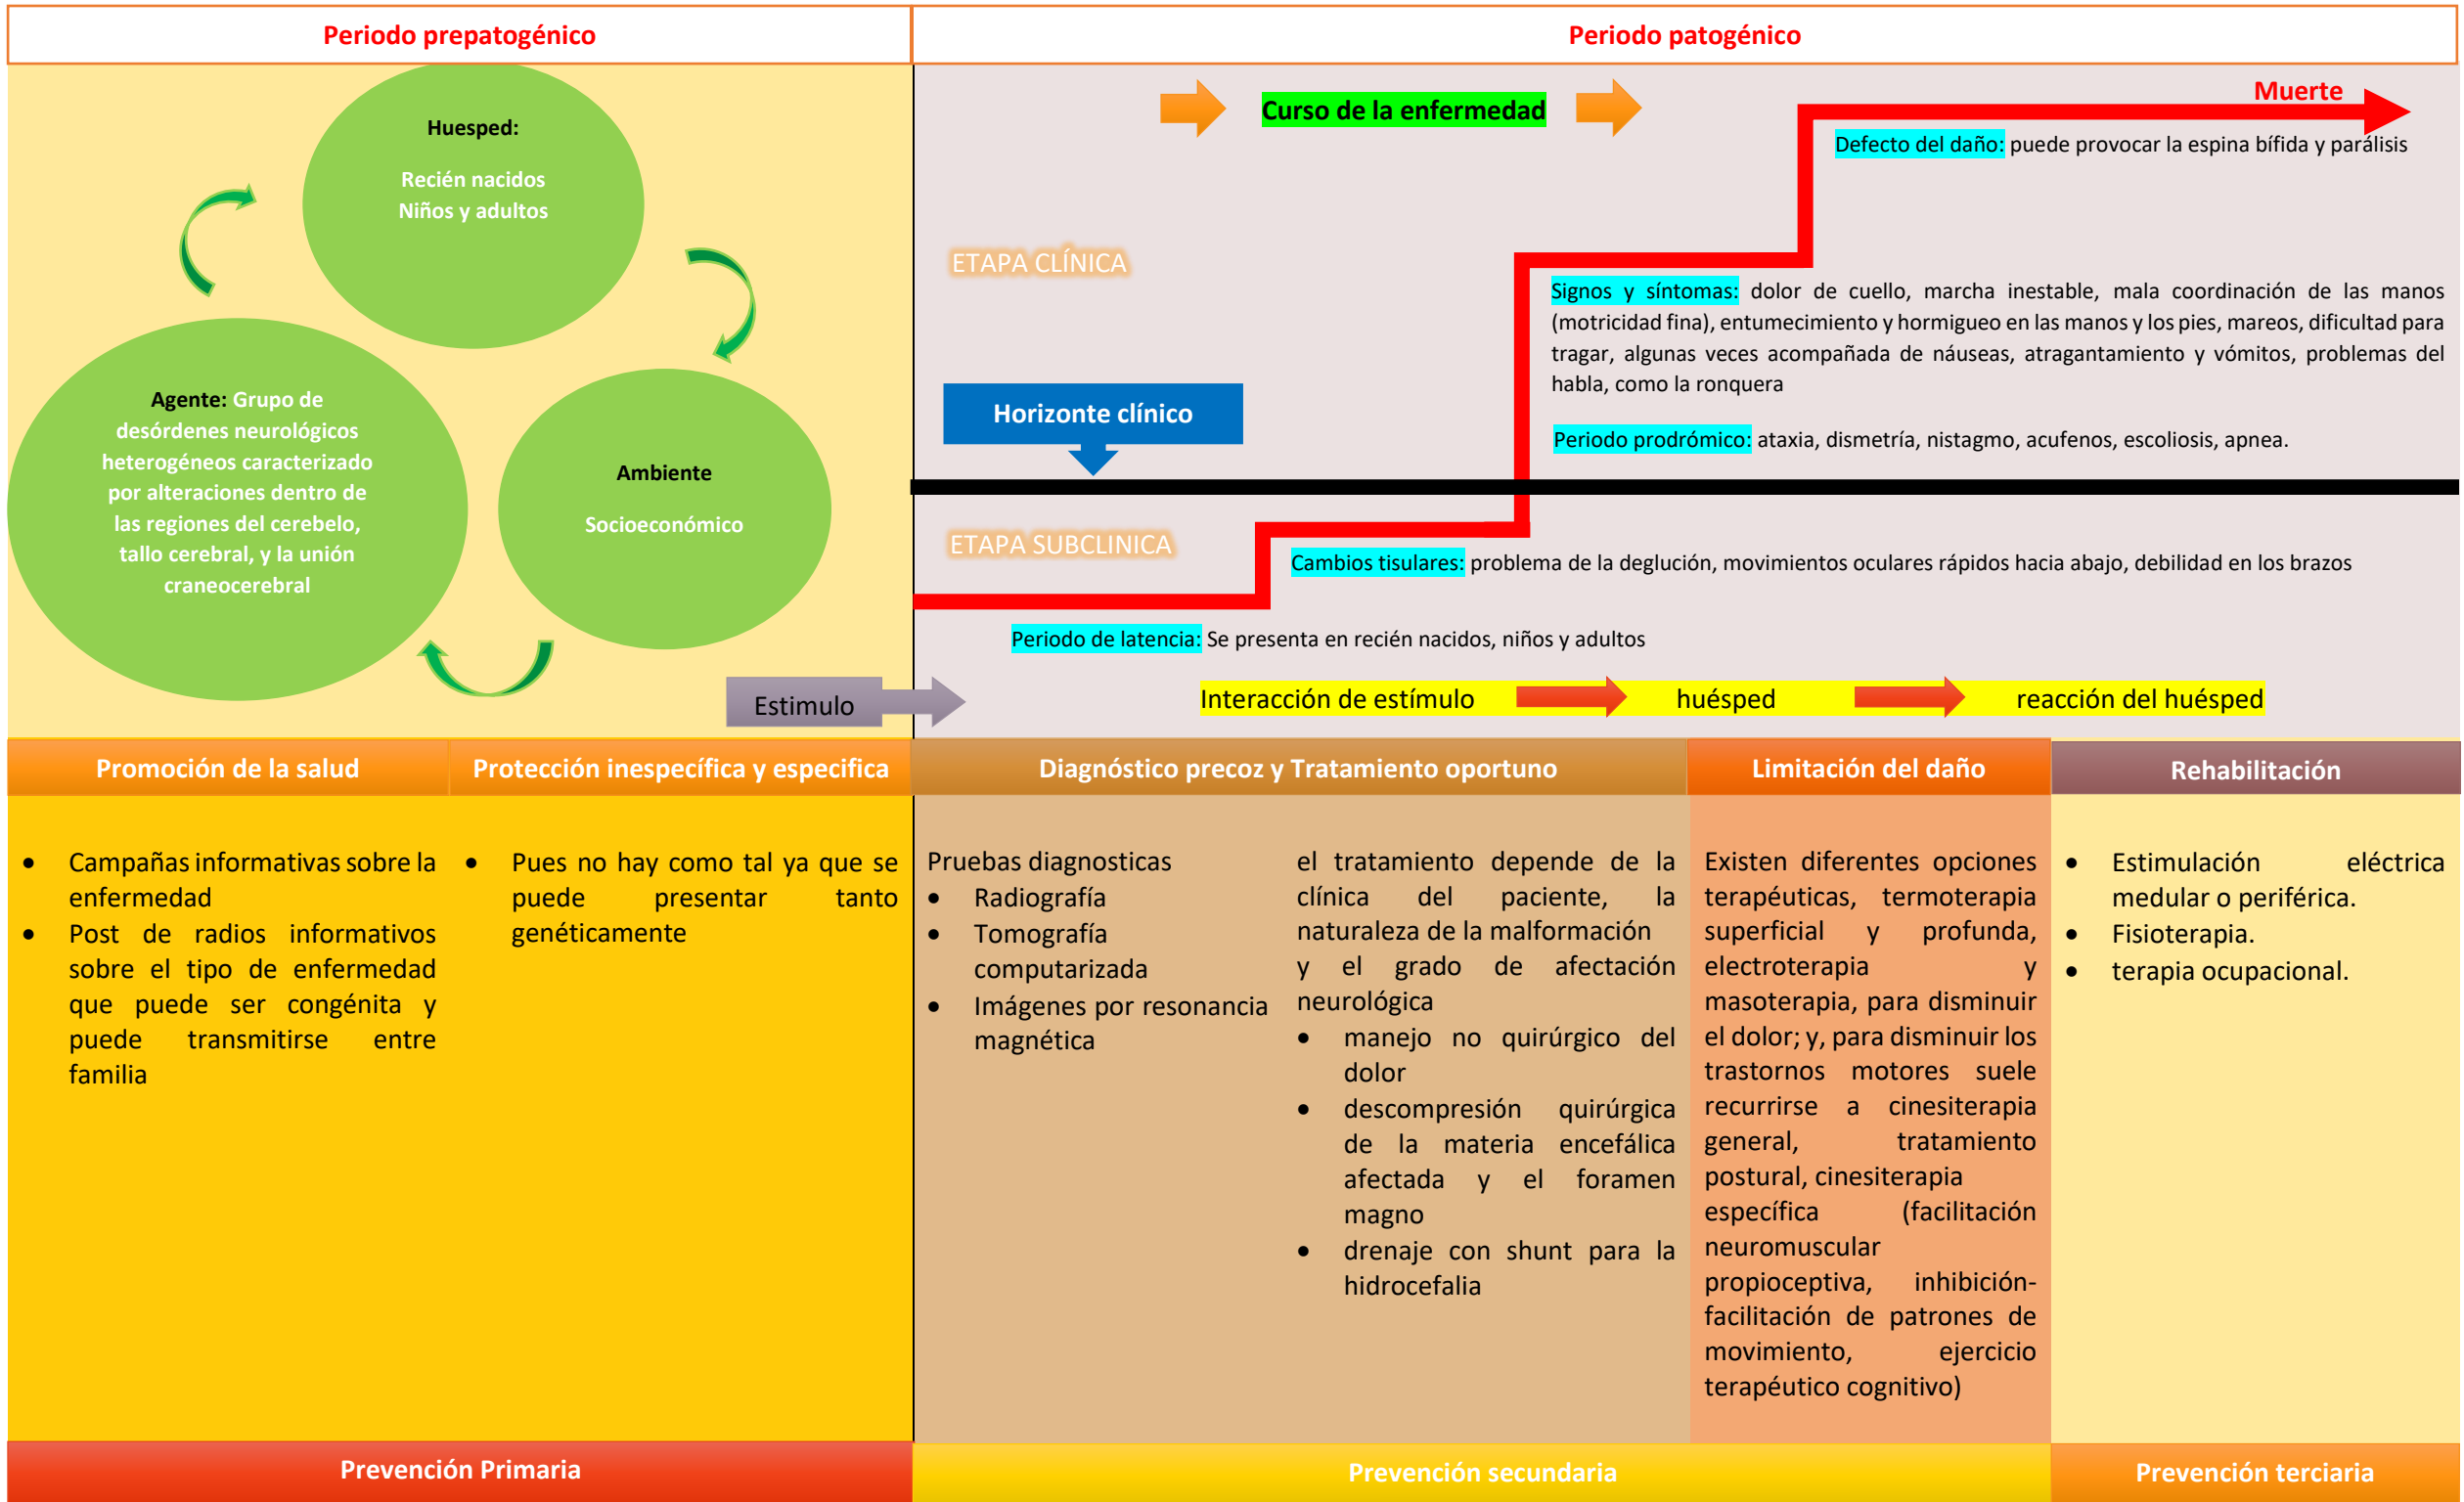 Periodo prepatogénico
Periodo patogénico
Huesped:
Recién nacidos
Niños y adultos
Agente: Grupo de
desórdenes neurológicos
heterogéneos caracterizado
por alteraciones dentro de
las regiones del cerebelo,
tallo cerebral, y la unión
craneocerebral
Ambiente
Socioeconómico
Estimulo
Curso de la enfermedad
Muerte
Defecto del daño: puede provocar la espina bífida y parálisis
ETAPA CLÍNICA
Signos y síntomas: dolor de cuello, marcha inestable, mala coordinación de las manos
(motricidad fina), entumecimiento y hormigueo en las manos y los pies, mareos, dificultad para
tragar, algunas veces acompañada de náuseas, atragantamiento y vómitos, problemas del
habla, como la ronquera
Horizonte clínico
Periodo prodrómico: ataxia, dismetría, nistagmo, acufenos, escoliosis, apnea.
ETAPA SUBCLINICA
Cambios tisulares: problema de la deglución, movimientos oculares rápidos hacia abajo, debilidad en los brazos
Periodo de latencia: Se presenta en recién nacidos, niños y adultos
Interacción de estímulo huésped reacción del huésped
Promoción de la salud
Protección inespecífica y especifica
Diagnóstico precoz y Tratamiento oportuno
Limitación del daño
Rehabilitación
• Campañas informativas sobre la
enfermedad
• Post de radios informativos
sobre el tipo de enfermedad
que puede ser congénita y
puede transmitirse entre
familia
• Pues no hay como tal ya que se
puede presentar tanto
genéticamente
Pruebas diagnosticas
• Radiografía
• Tomografía
computarizada
• Imágenes por resonancia
magnética
el tratamiento depende de la
clínica del paciente, la
naturaleza de la malformación
y el grado de afectación
neurológica
• manejo no quirúrgico del
dolor
• descompresión quirúrgica
de la materia encefálica
afectada y el foramen
magno
• drenaje con shunt para la
hidrocefalia
Existen diferentes opciones
terapéuticas, termoterapia
superficial y profunda,
electroterapia y
masoterapia, para disminuir
el dolor; y, para disminuir los
trastornos motores suele
recurrirse a cinesiterapia
general, tratamiento
postural, cinesiterapia
específica (facilitación
neuromuscular
propioceptiva, inhibición-
facilitación de patrones de
movimiento, ejercicio
terapéutico cognitivo)
• Estimulación eléctrica
medular o periférica.
• Fisioterapia.
• terapia ocupacional.
Prevención Primaria
Prevención secundaria
Prevención terciaria